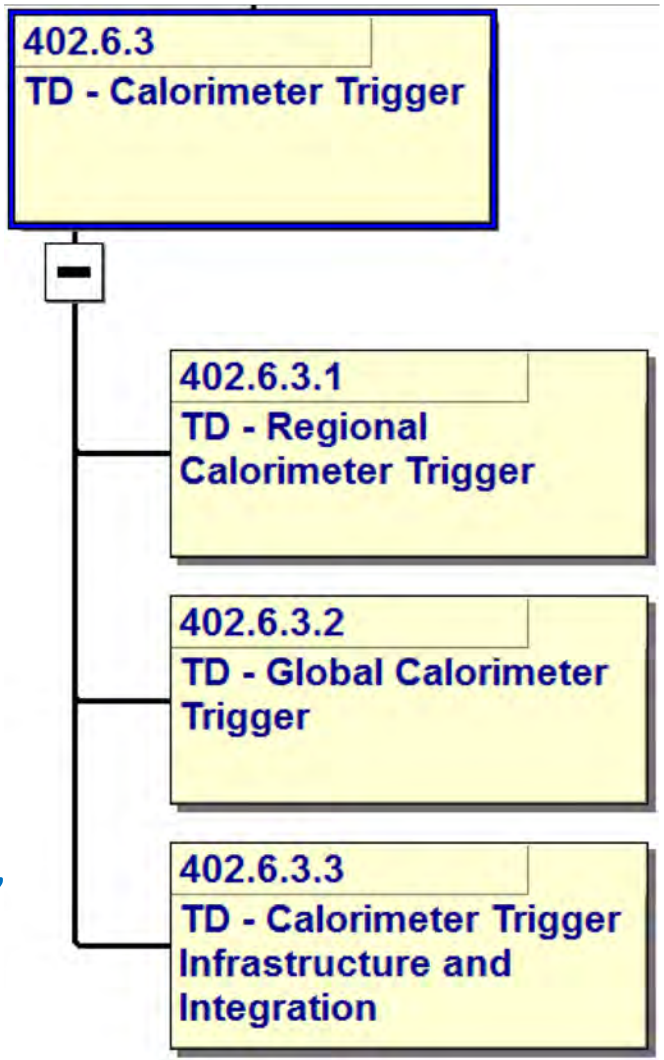 402.6.3
TD - Calorimeter Trigger
402.6.3.1
TD - Regional
Calorimeter Trigger
402.6.3.2
TD - Global Calorimeter
Trigger
402.6.3.3
TD - Calorimeter Trigger
Infrastructure and
Integration